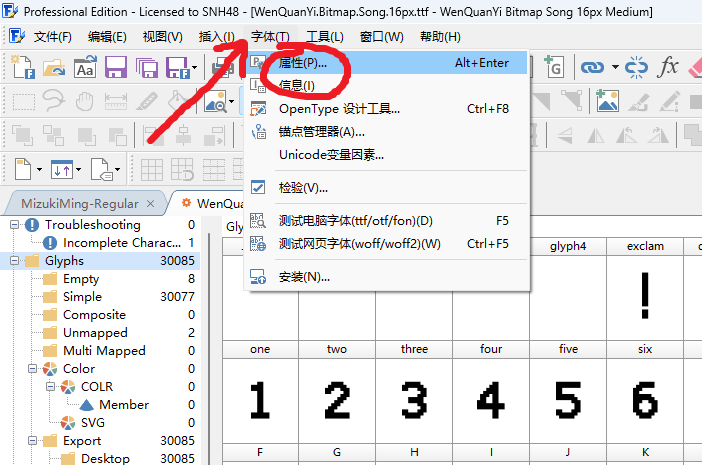 Professional Edition - Licensed to SNH48 - [WenQuanYi.Bitmap.Song.16px.ttf - WenQuanYi Bitmap Song 16px Medium]
文件(F) 编辑(E) 视图(V) 插入(I) 字体(T) 工具(L) 窗口(W) 帮助(H)
属性(P)... Alt+Enter
信息(I)
OpenType 设计工具... Ctrl+F8
锚点管理器(A)...
Unicode变量因素...
检验(V)...
测试电脑字体(ttf/otf/fon)(D) F5
测试网页字体(woff/woff2)(W) Ctrl+F5
安装(N)...
MizukiMing-Regular WenQua
Troubleshooting 0
Incomplete Charac... 1
Glyphs 30085
Empty 8
Simple 30077
Composite 0
Unmapped 2
Multi Mapped 0
Color 0
COLR 0
Member 0
SVG 0
Export 30085
Desktop 30085
Gly
glyph4 exclam
!
one two three four five six
1 2 3 4 5 6
F G H I J K